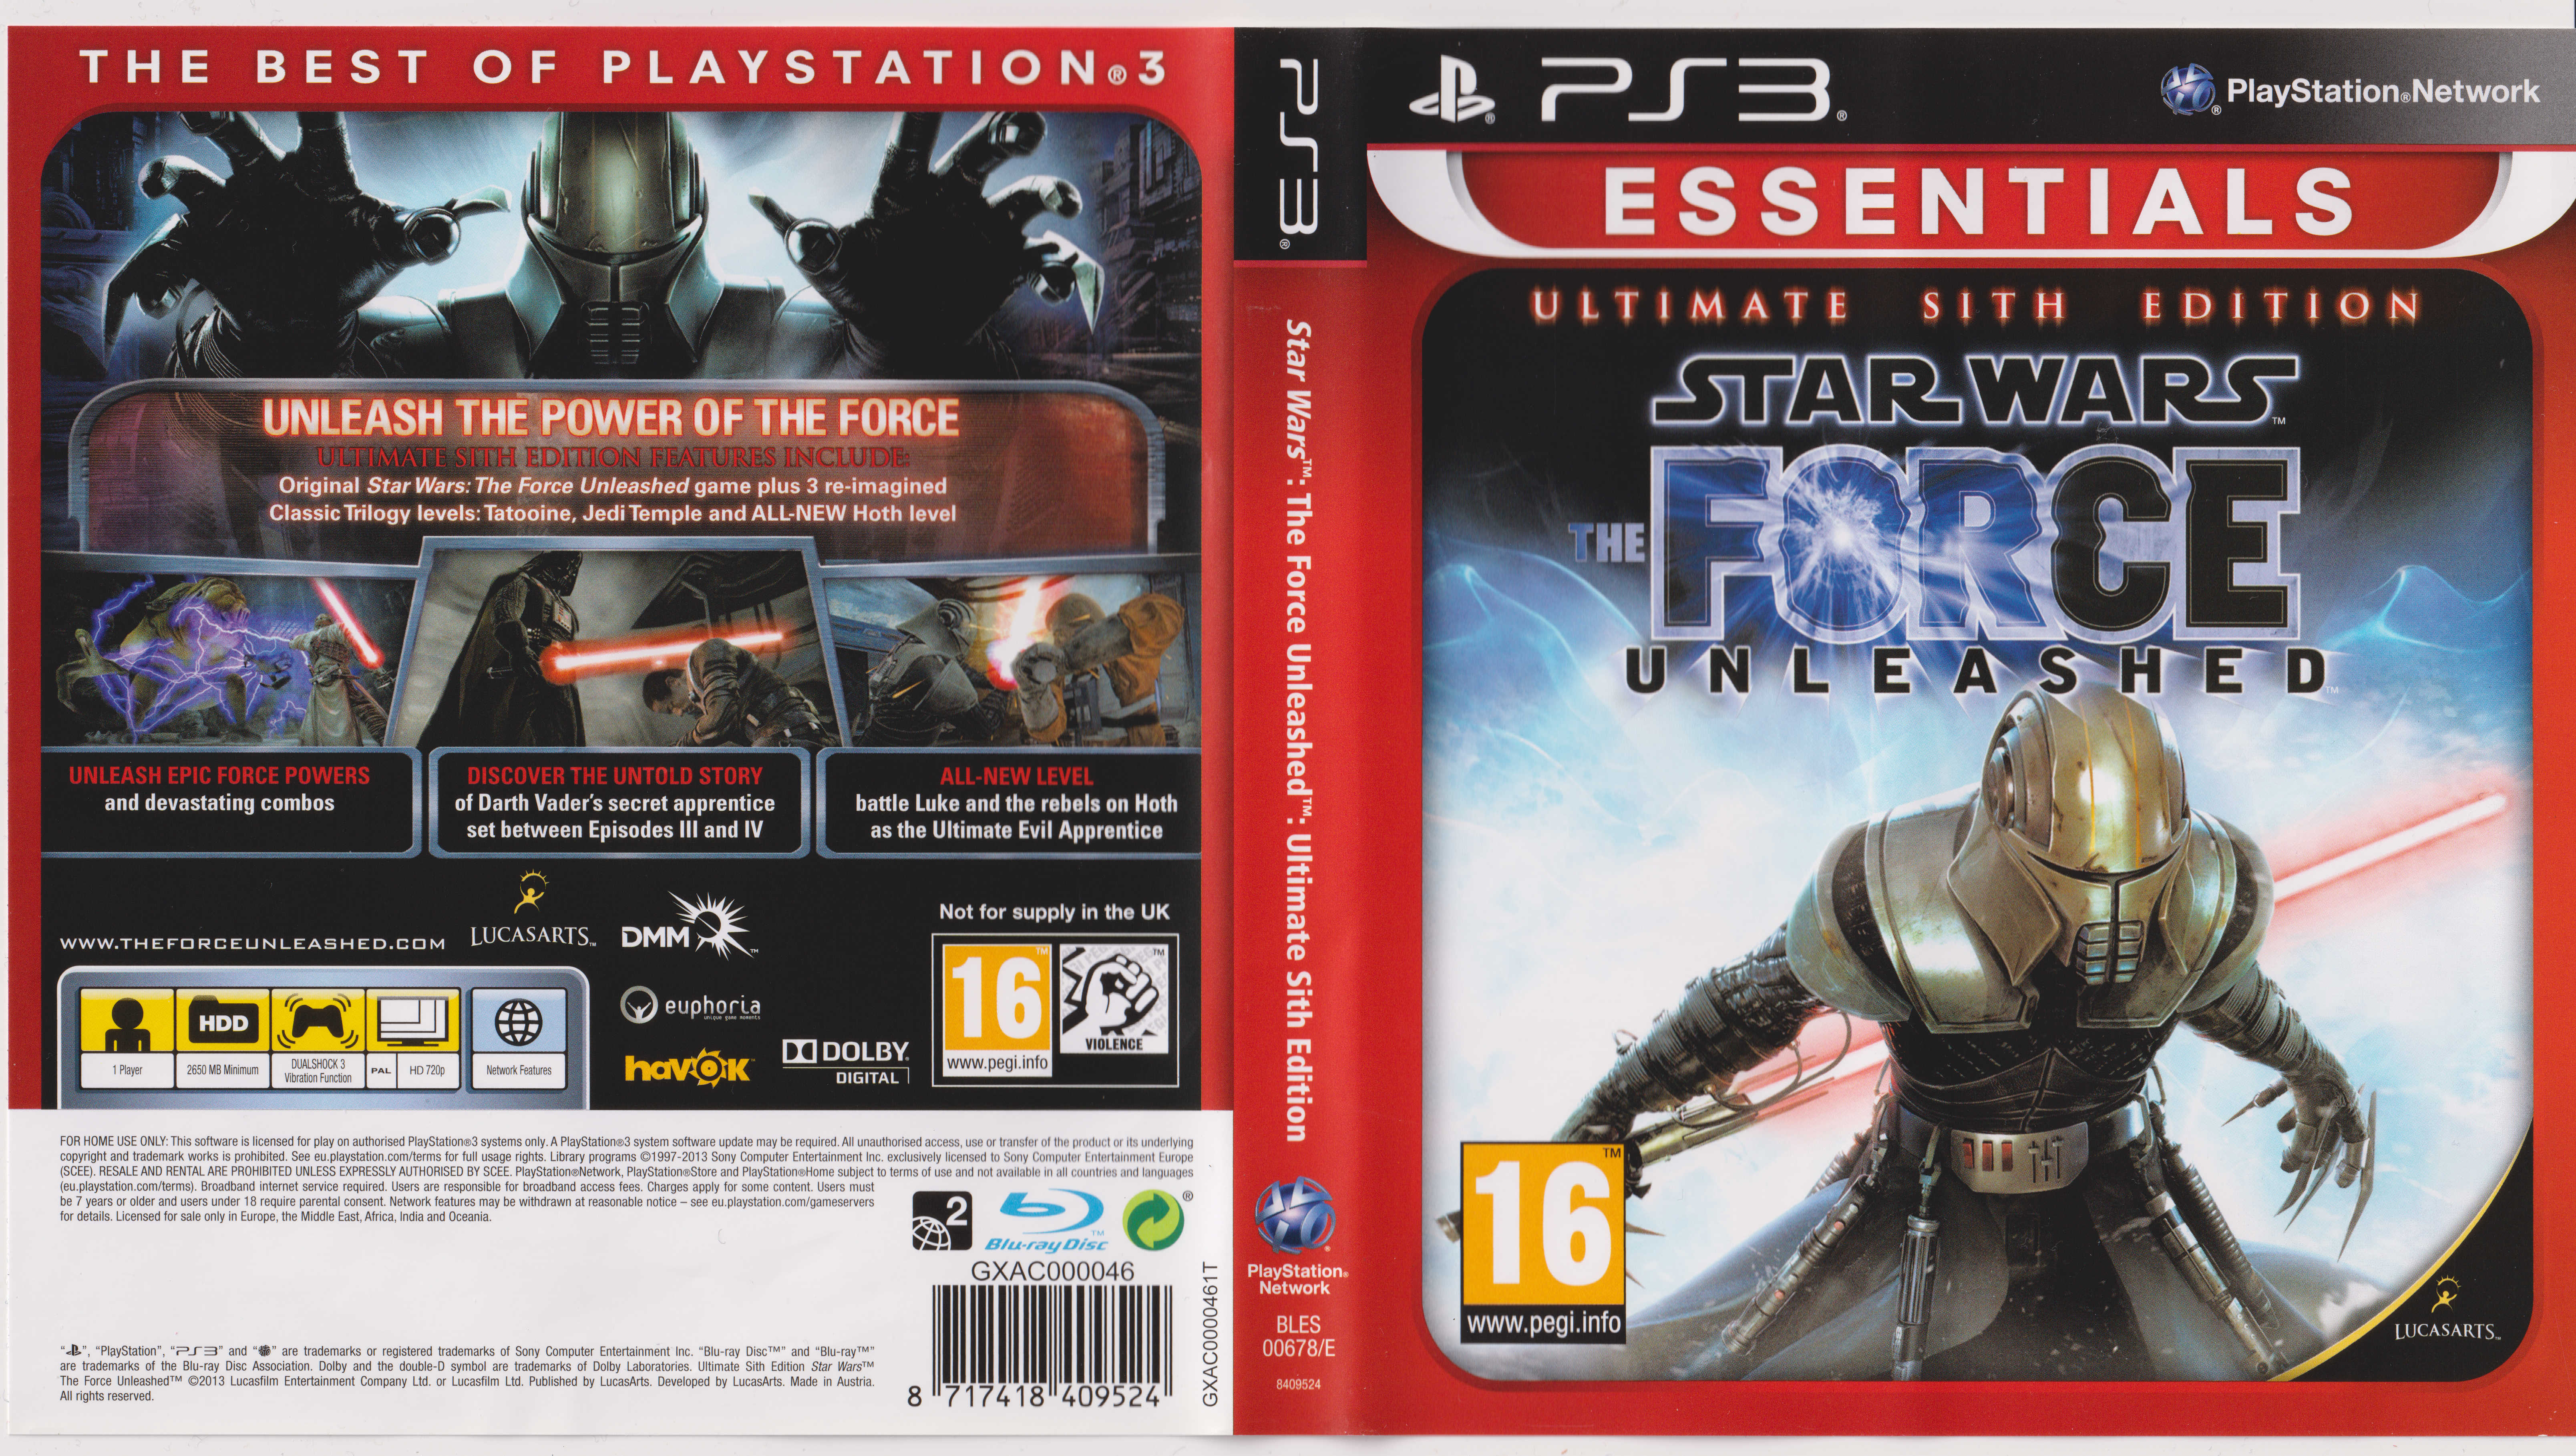 THE BEST OF PLAYSTATION®3
UNLEASH THE POWER OF THE FORCE
ULTIMATE SITH EDITION FEATURES INCLUDE:
Original Star Wars: The Force Unleashed game plus 3 re-imagined
Classic Trilogy levels: Tatooine, Jedi Temple and ALL-NEW Hoth level
UNLEASH EPIC FORCE POWERS
and devastating combos
DISCOVER THE UNTOLD STORY
of Darth Vader's secret apprentice
set between Episodes III and IV
ALL-NEW LEVEL
battle Luke and the rebels on Hoth
as the Ultimate Evil Apprentice
WWW.THEFORCEUNLEASHED.COM
LUCASARTS™
DMM™
Not for supply in the UK
16™
www.pegi.info
™
VIOLENCE
euphoria
unique game moments
havok™
DOLBY®
DIGITAL
HDD
1 Player
2650 MB Minimum
DUALSHOCK 3
Vibration Function
PAL
HD 720p
Network Features
FOR HOME USE ONLY: This software is licensed for play on authorised PlayStation®3 systems only. A PlayStation®3 system software update may be required. All unauthorised access, use or transfer of the product or its underlying
copyright and trademark works is prohibited. See eu.playstation.com/terms for full usage rights. Library programs ©1997-2013 Sony Computer Entertainment Inc. exclusively licensed to Sony Computer Entertainment Europe
(SCEE). RESALE AND RENTAL ARE PROHIBITED UNLESS EXPRESSLY AUTHORISED BY SCEE. PlayStation®Network, PlayStation®Store and PlayStation®Home subject to terms of use and not available in all countries and languages
(eu.playstation.com/terms). Broadband internet service required. Users are responsible for broadband access fees. Charges apply for some content. Users must
be 7 years or older and users under 18 require parental consent. Network features may be withdrawn at reasonable notice – see eu.playstation.com/gameservers
for details. Licensed for sale only in Europe, the Middle East, Africa, India and Oceania.
2
Blu-ray Disc™
®
GXAC000046
8 717418 409524
GXAC0000461T
"PS", "PlayStation", "PS3" and "" are trademarks or registered trademarks of Sony Computer Entertainment Inc. "Blu-ray Disc™" and "Blu-ray™"
are trademarks of the Blu-ray Disc Association. Dolby and the double-D symbol are trademarks of Dolby Laboratories. Ultimate Sith Edition Star Wars™
The Force Unleashed™ ©2013 Lucasfilm Entertainment Company Ltd. or Lucasfilm Ltd. Published by LucasArts. Developed by LucasArts. Made in Austria.
All rights reserved.
PS3®
Star Wars™: The Force Unleashed™: Ultimate Sith Edition
PlayStation®
Network
BLES
00678/E
8409524
PS3®
PlayStation®Network
ESSENTIALS
ULTIMATE SITH EDITION
STAR WARS™
THE FORCE
UNLEASHED™
16™
www.pegi.info
LUCASARTS™